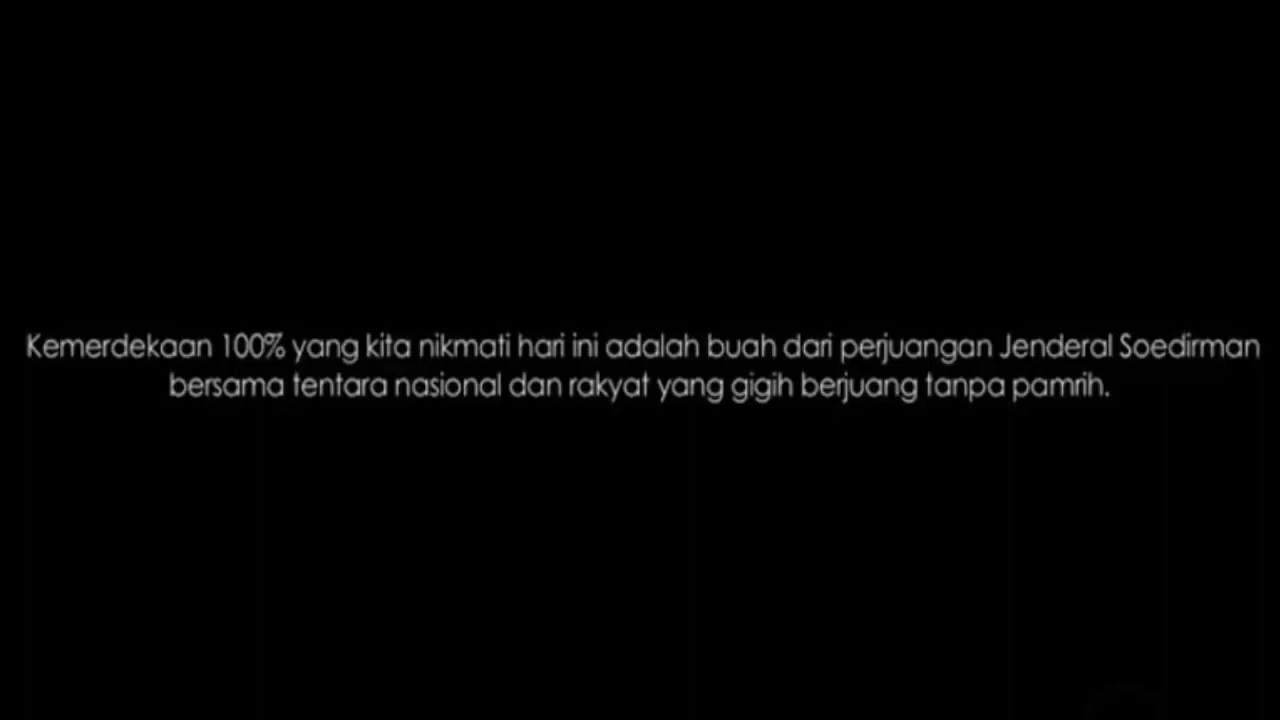 Kemerdekaan 100% yang kita nikmati hari ini adalah buah dari perjuangan Jenderal Soedirman
bersama tentara nasional dan rakyat yang gigih berjuang tanpa pamrih.